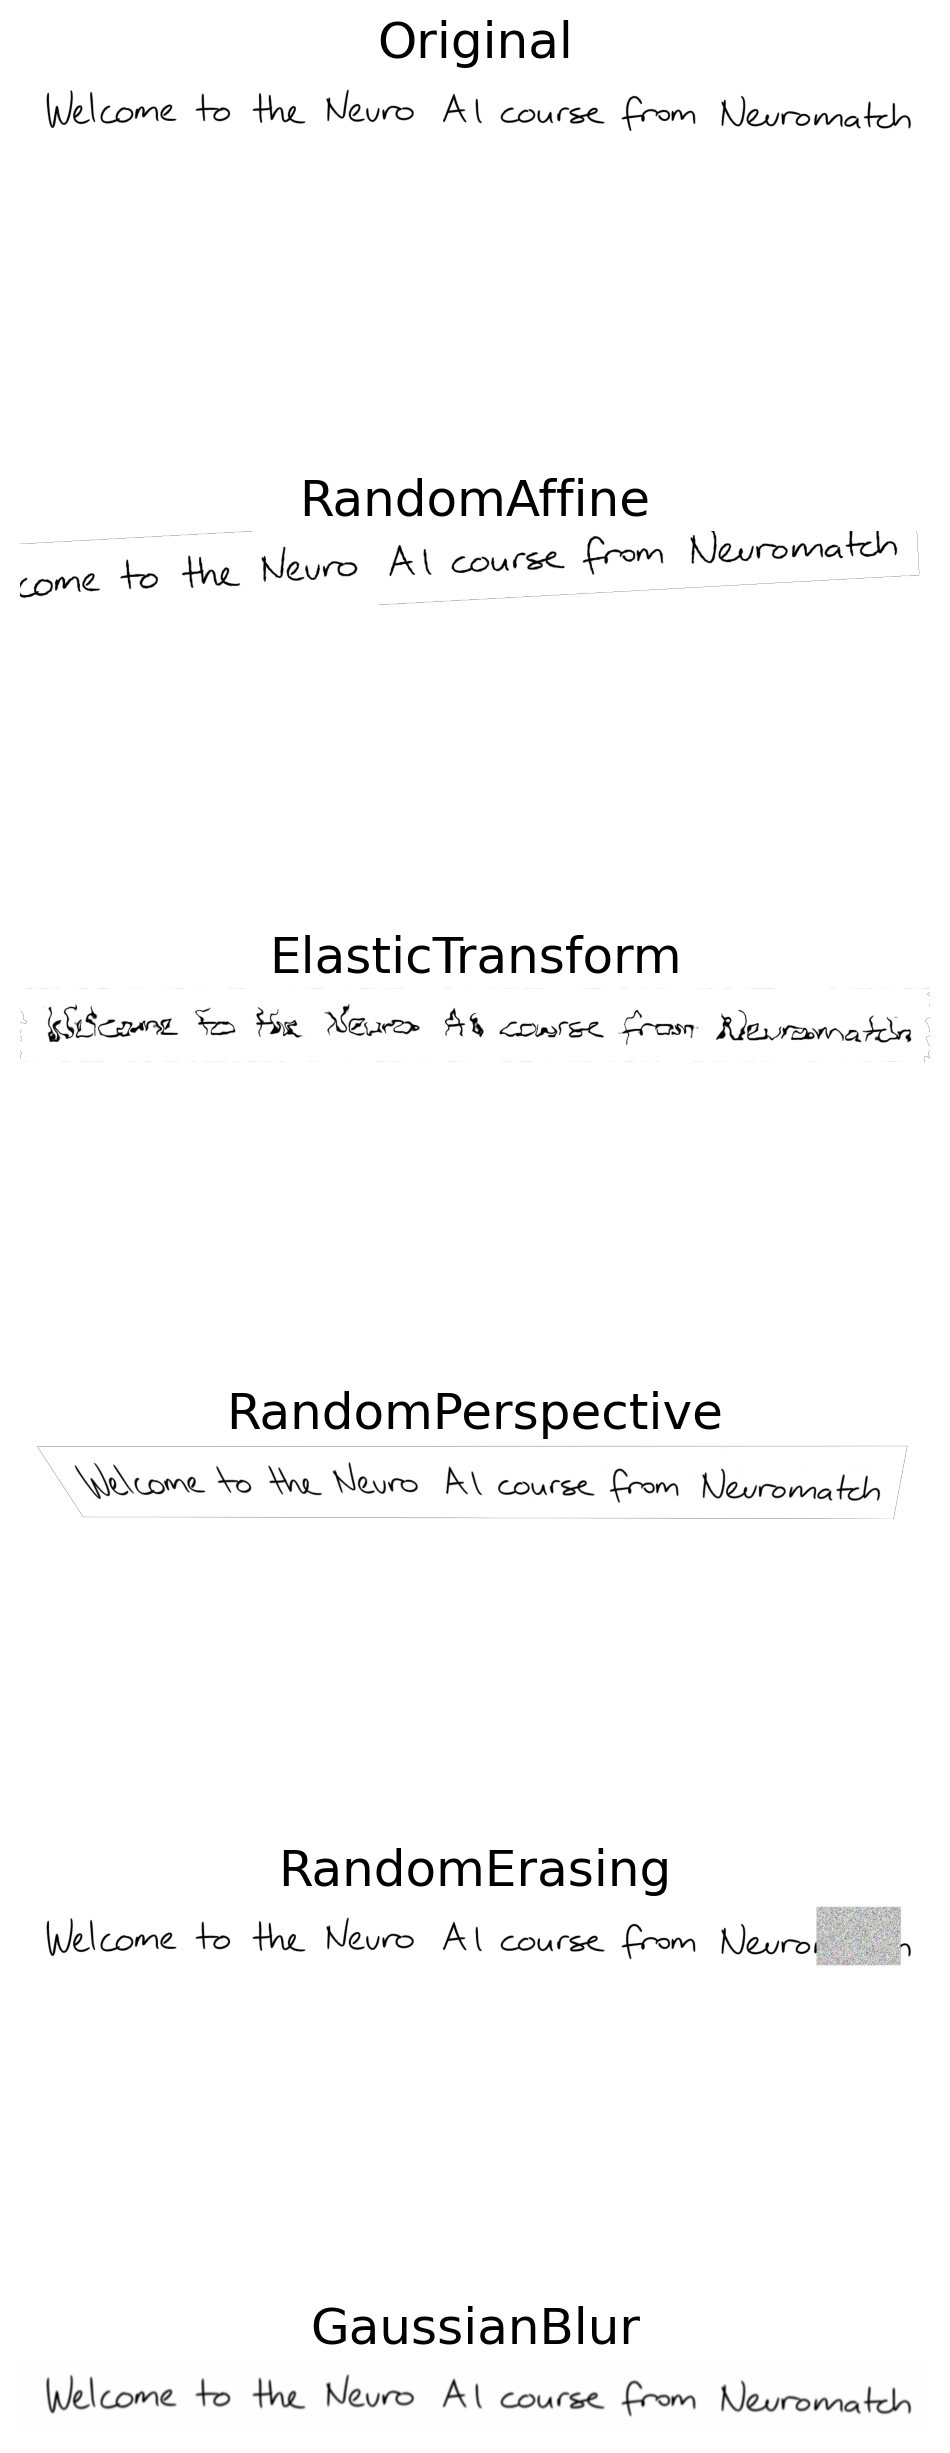 Original
Welcome to the Neuro AI course from Neuromatch
RandomAffine
come to the Neuro AI course from Neuromatch
ElasticTransform
Welcome to the Neuro AI course from Neuromatch
RandomPerspective
Welcome to the Neuro AI course from Neuromatch
RandomErasing
Welcome to the Neuro AI course from Neuro
GaussianBlur
Welcome to the Neuro AI course from Neuromatch